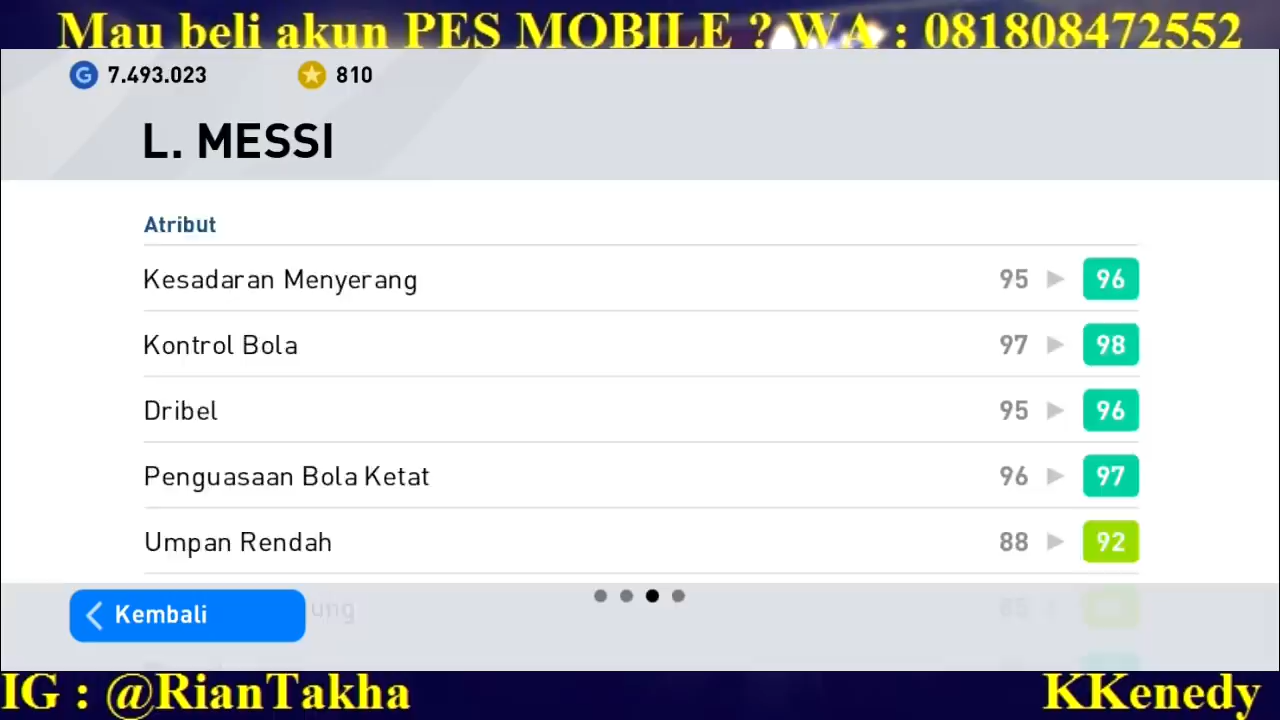 Mau beli akun PES MOBILE ? WA : 081808472552
G 7.493.023 810
L. MESSI
Atribut
Kesadaran Menyerang 95 96
Kontrol Bola 97 98
Dribel 95 96
Penguasaan Bola Ketat 96 97
Umpan Rendah 88 92
Kembali
IG : @RianTakha KKenedy